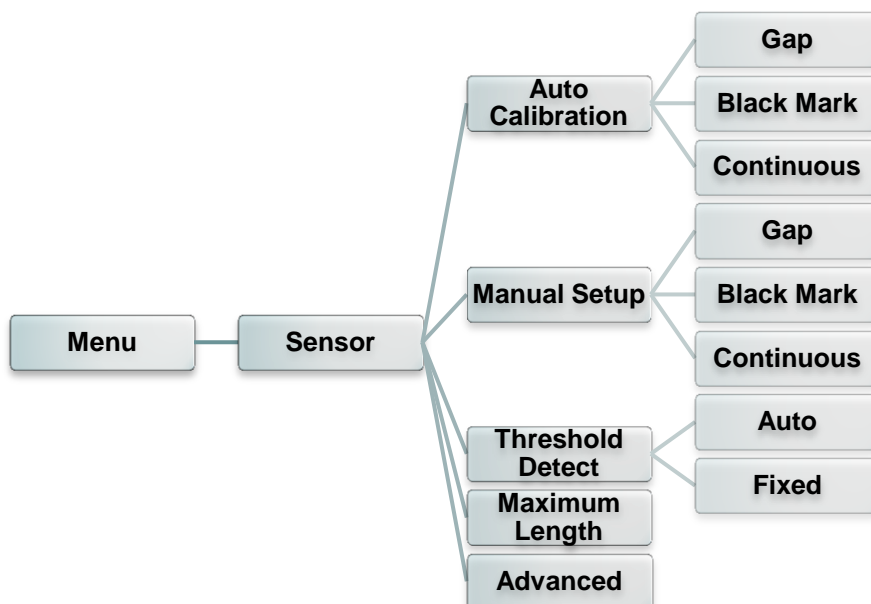 Menu
Sensor
Auto
Calibration
Gap
Black Mark
Continuous
Manual Setup
Gap
Black Mark
Continuous
Threshold
Detect
Auto
Fixed
Maximum
Length
Advanced